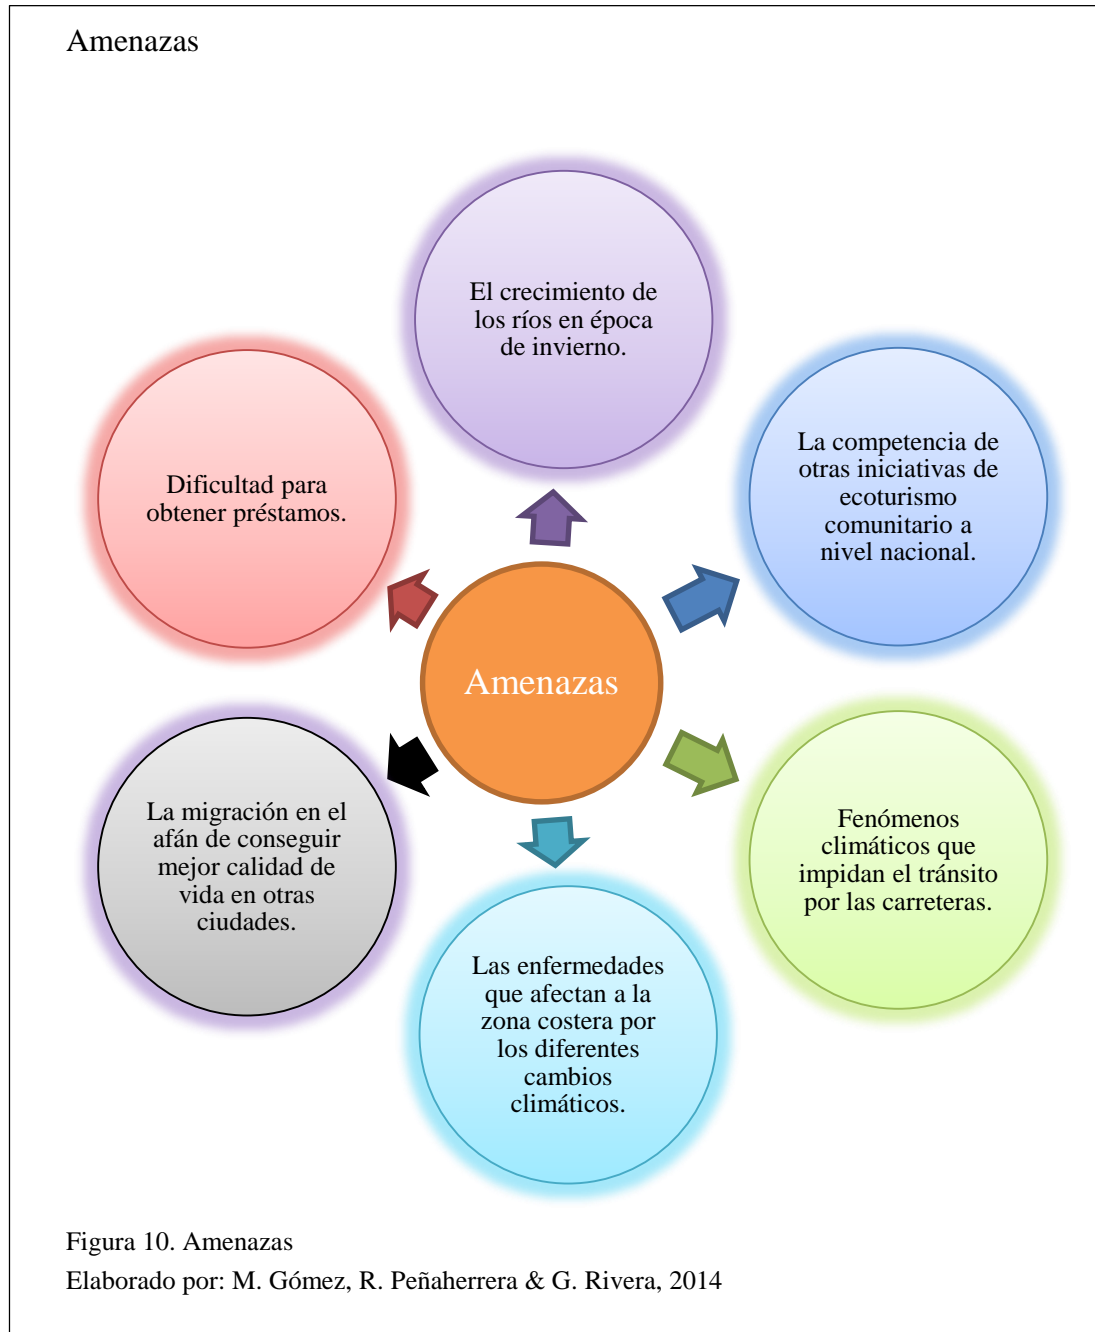 Amenazas
El crecimiento de
los ríos en época
de invierno.
La competencia de
otras iniciativas de
ecoturismo
comunitario a
nivel nacional.
Fenómenos
climáticos que
impidan el tránsito
por las carreteras.
Las enfermedades
que afectan a la
zona costera por
los diferentes
cambios
climáticos.
La migración en el
afán de conseguir
mejor calidad de
vida en otras
ciudades.
Dificultad para
obtener préstamos.
Amenazas
Figura 10. Amenazas
Elaborado por: M. Gómez, R. Peñaherrera & G. Rivera, 2014